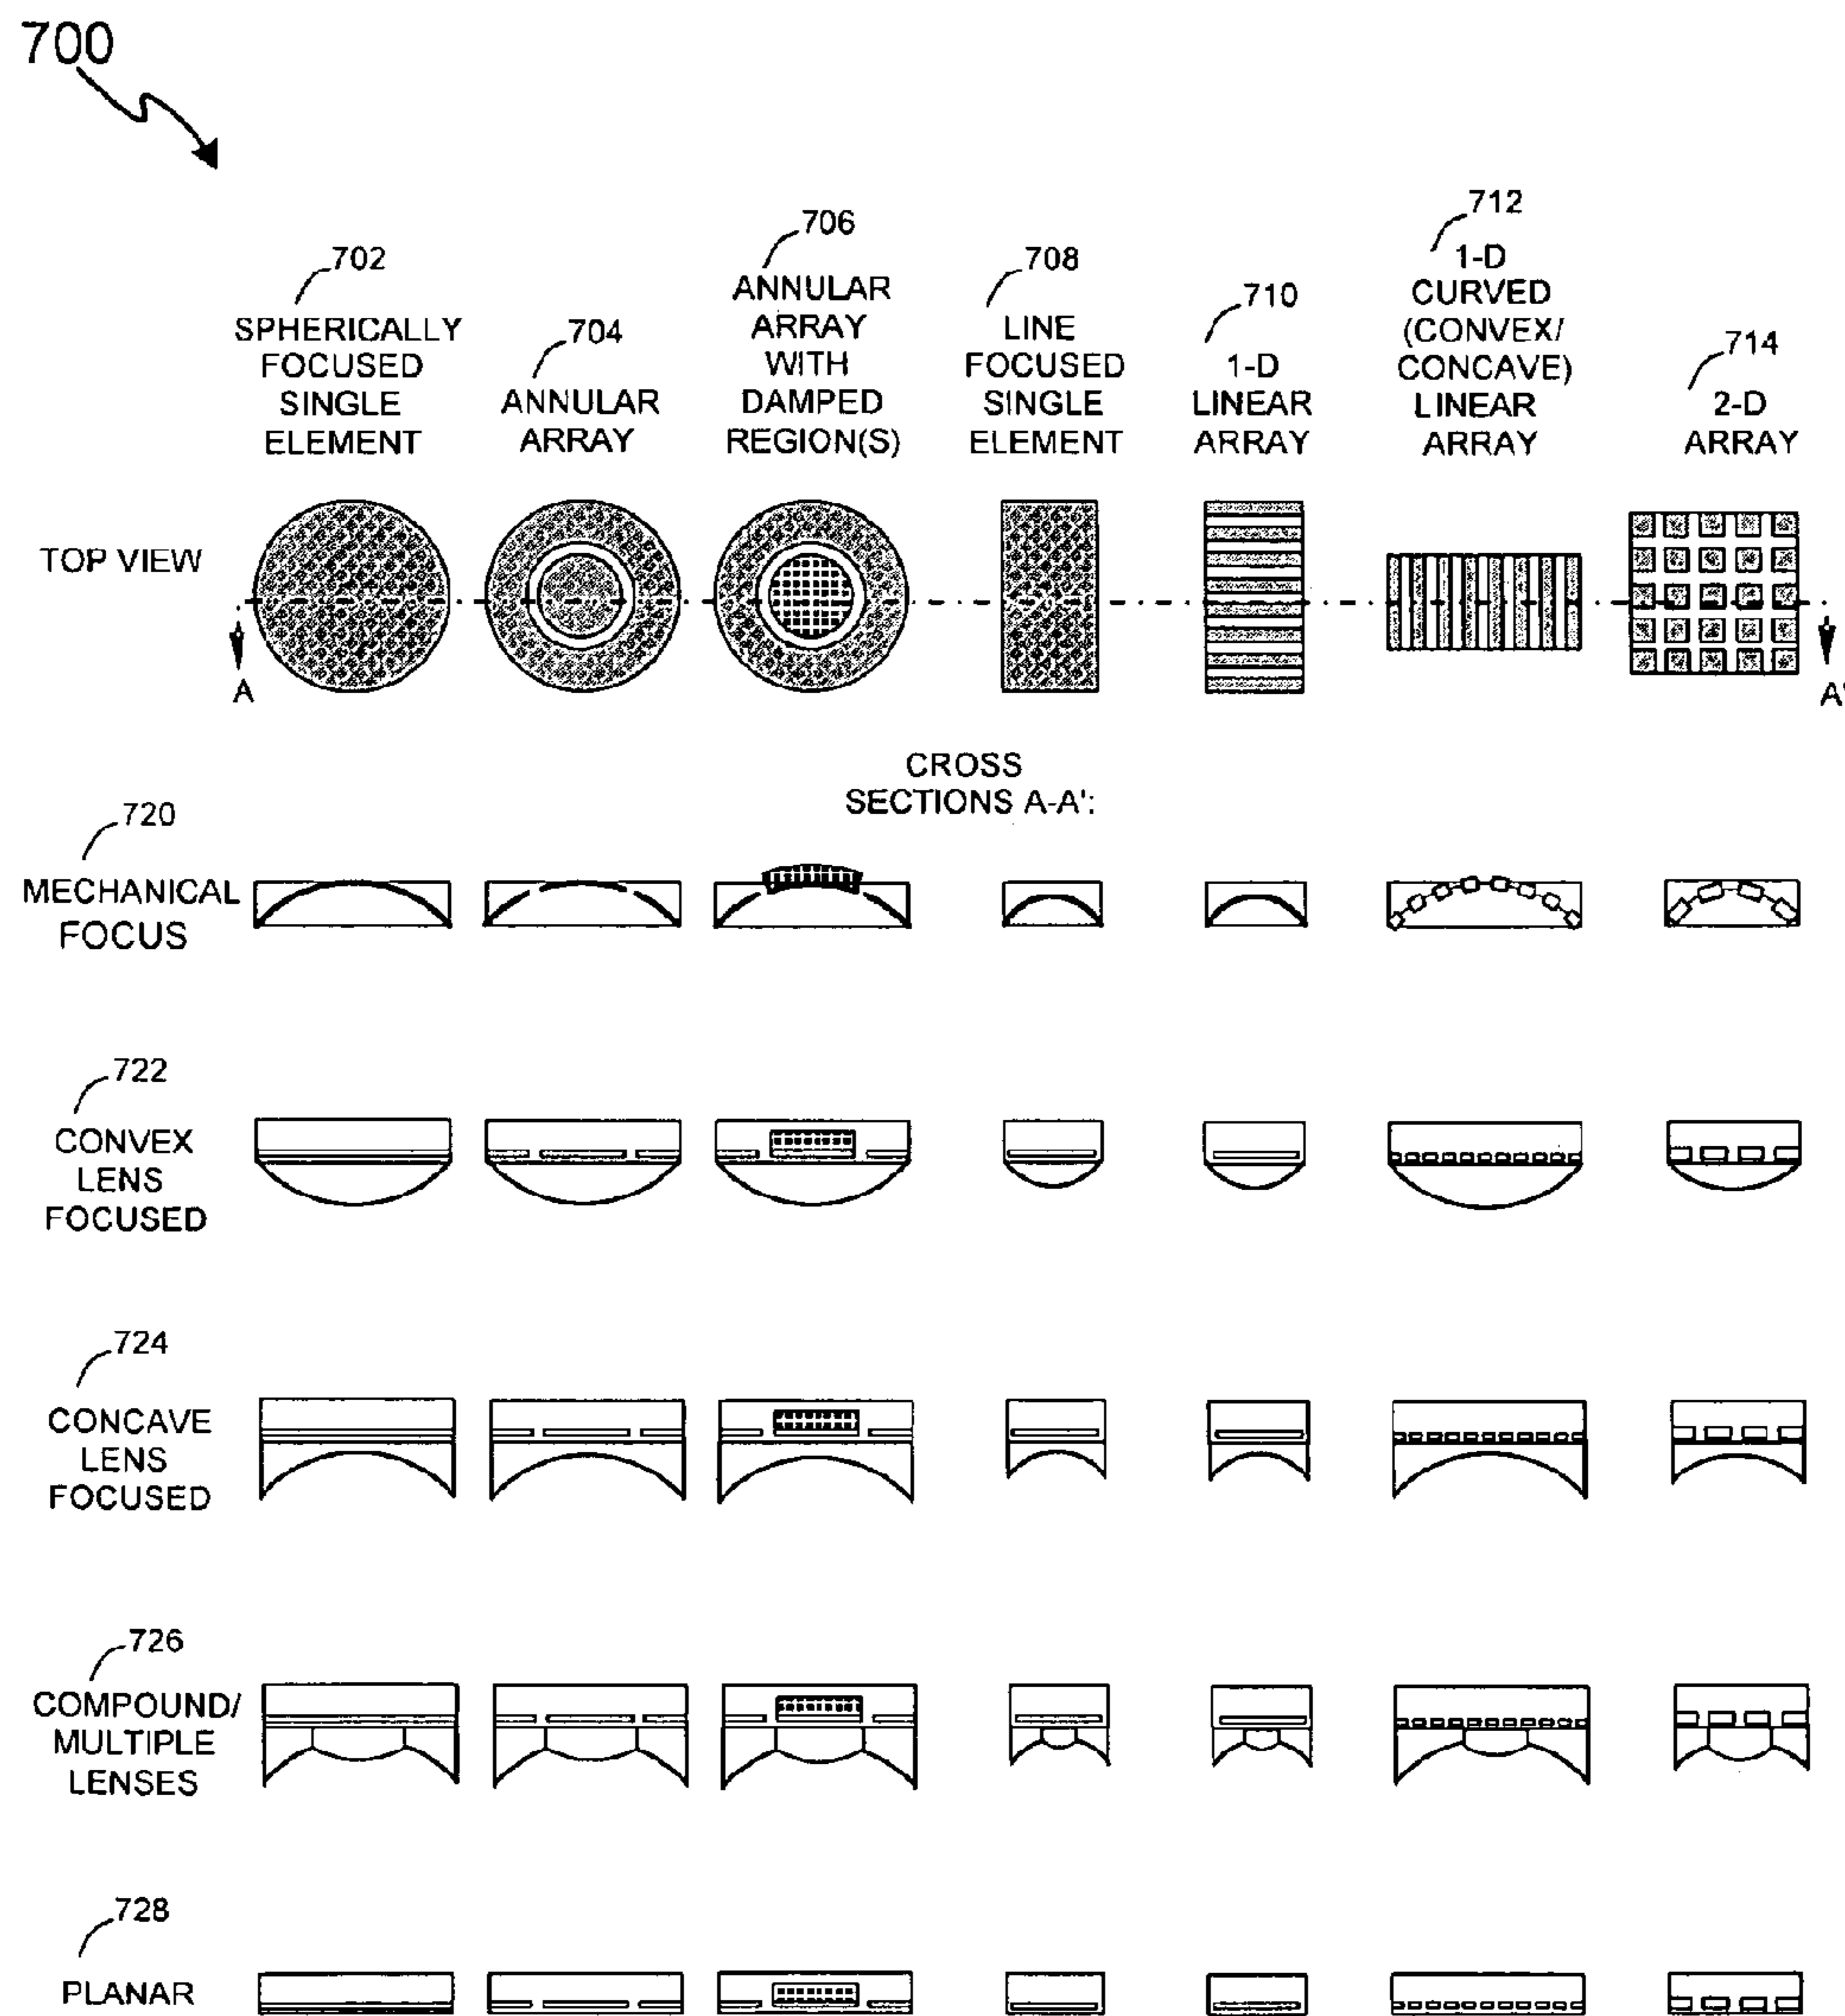 700
702
SPHERICALLY
FOCUSED
SINGLE
ELEMENT
704
ANNULAR
ARRAY
706
ANNULAR
ARRAY
WITH
DAMPED
REGION(S)
708
LINE
FOCUSED
SINGLE
ELEMENT
710
1-D
LINEAR
ARRAY
712
1-D
CURVED
(CONVEX/
CONCAVE)
LINEAR
ARRAY
714
2-D
ARRAY
TOP VIEW
A
A'
CROSS
SECTIONS A-A':
720
MECHANICAL
FOCUS
722
CONVEX
LENS
FOCUSED
724
CONCAVE
LENS
FOCUSED
726
COMPOUND/
MULTIPLE
LENSES
728
PLANAR